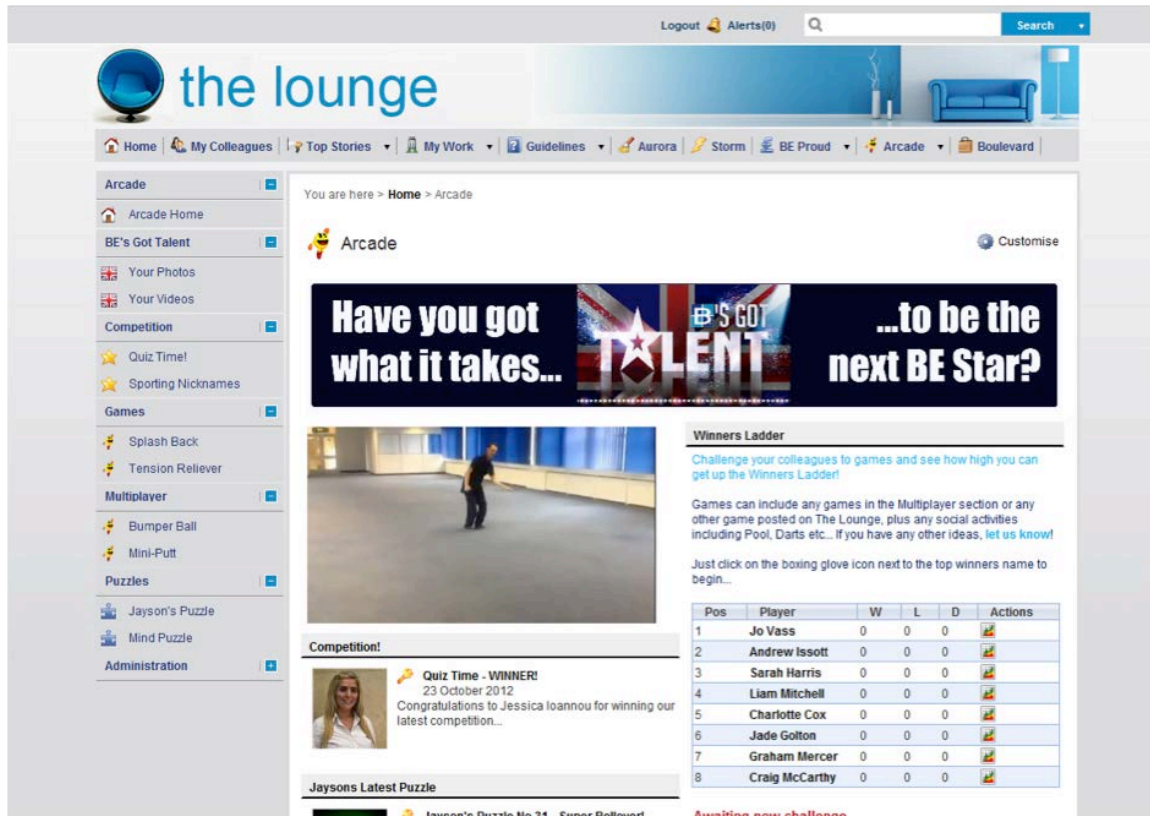 Logout Alerts(0) Search
the lounge
Home My Colleagues Top Stories My Work Guidelines Aurora Storm BE Proud Arcade Boulevard
Arcade
Arcade Home
BE's Got Talent
Your Photos
Your Videos
Competition
Quiz Time!
Sporting Nicknames
Games
Splash Back
Tension Reliever
Multiplayer
Bumper Ball
Mini-Putt
Puzzles
Jayson's Puzzle
Mind Puzzle
Administration
You are here > Home > Arcade
Arcade
Customise
Have you got
what it takes...
B'S GOT
TALENT
...to be the
next BE Star?
Competition!
Quiz Time - WINNER!
23 October 2012
Congratulations to Jessica Ioannou for winning our
latest competition...
Jaysons Latest Puzzle
Jayson's Puzzle No 31 - Super Rollover!
Winners Ladder
Challenge your colleagues to games and see how high you can
get up the Winners Ladder!
Games can include any games in the Multiplayer section or any
other game posted on The Lounge, plus any social activities
including Pool, Darts etc... If you have any other ideas, let us know!
Just click on the boxing glove icon next to the top winners name to
begin...
Pos Player W L D Actions
1 Jo Vass 0 0 0
2 Andrew Issott 0 0 0
3 Sarah Harris 0 0 0
4 Liam Mitchell 0 0 0
5 Charlotte Cox 0 0 0
6 Jade Golton 0 0 0
7 Graham Mercer 0 0 0
8 Craig McCarthy 0 0 0
Awaiting new challenge